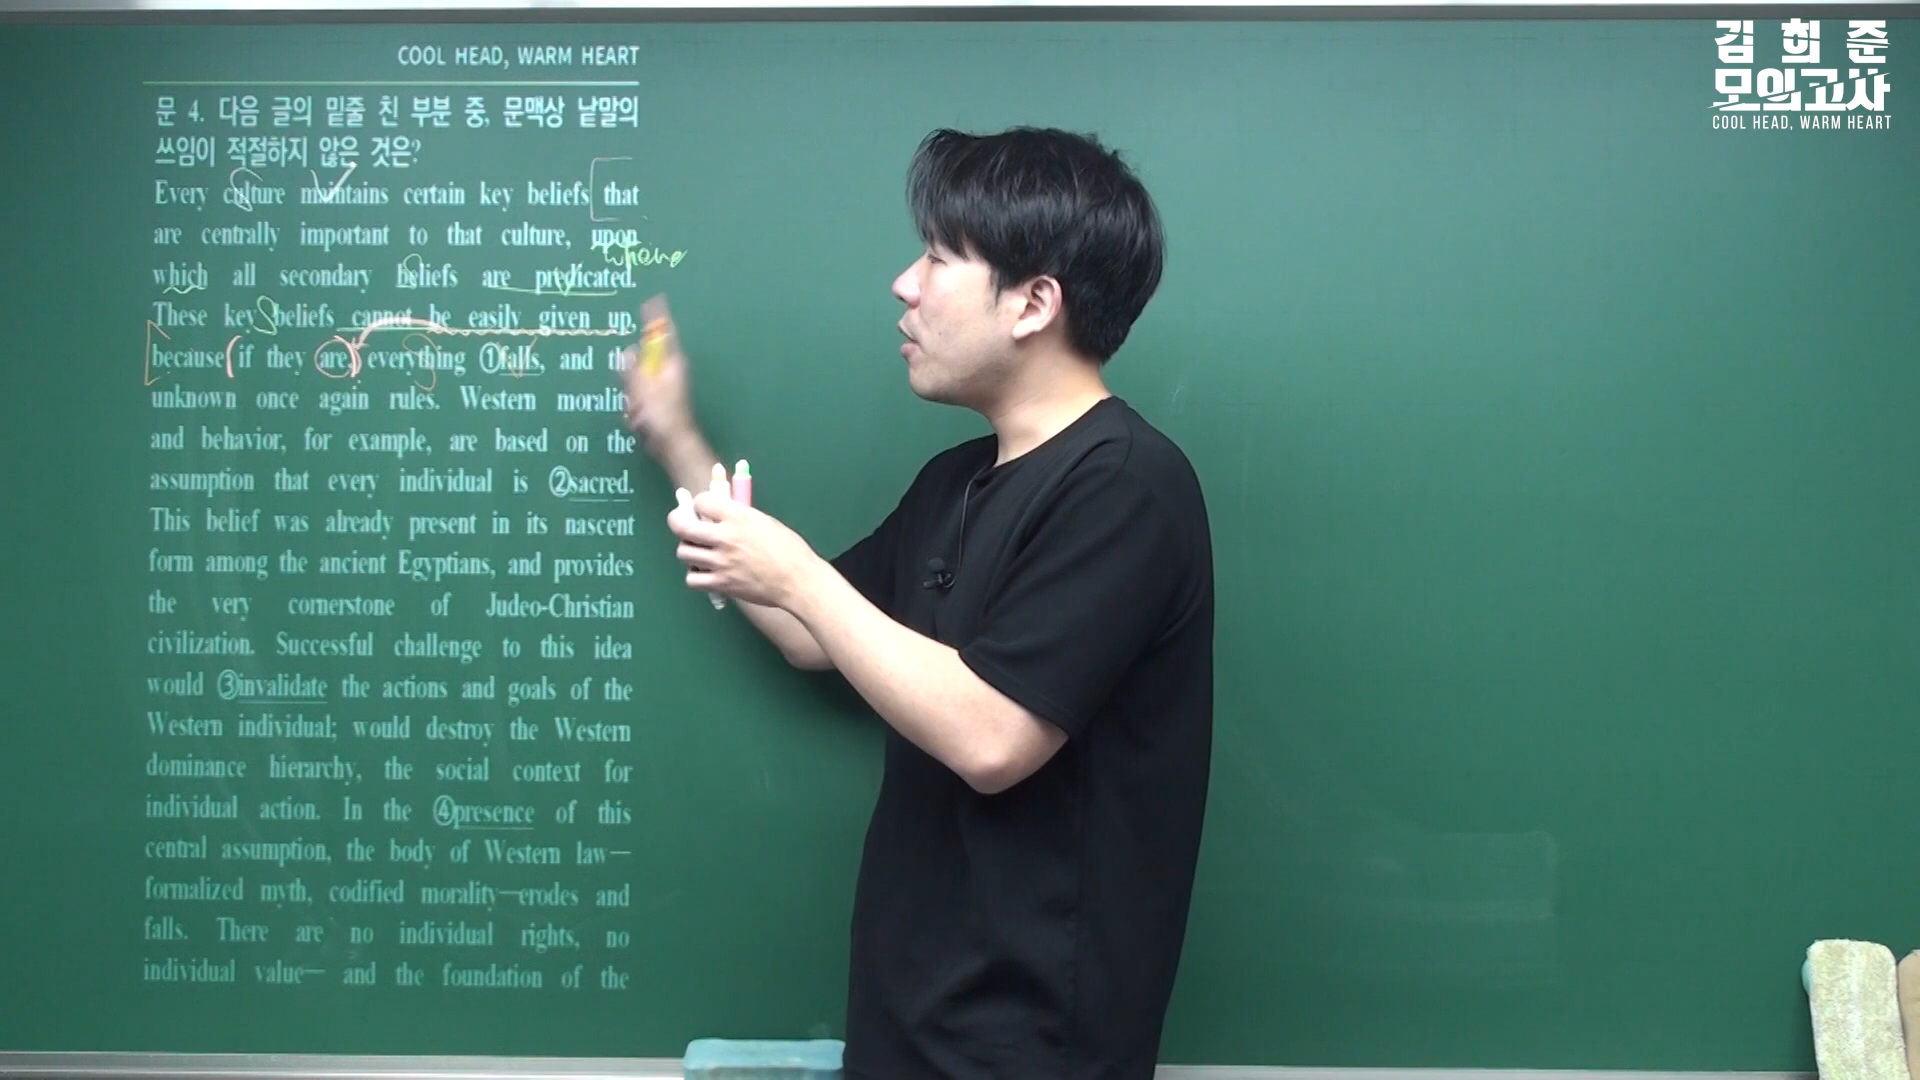 COOL HEAD, WARM HEART
문 4. 다음 글의 밑줄 친 부분 중, 문맥상 낱말의
쓰임이 적절하지 않은 것은?
Every culture maintains certain key beliefs that
are centrally important to that culture, upon
where
which all secondary beliefs are predicated.
These key beliefs cannot be easily given up,
because if they are, everything ①falls, and the
unknown once again rules. Western morality
and behavior, for example, are based on the
assumption that every individual is ②sacred.
This belief was already present in its nascent
form among the ancient Egyptians, and provides
the very cornerstone of Judeo-Christian
civilization. Successful challenge to this idea
would ③invalidate the actions and goals of the
Western individual; would destroy the Western
dominance hierarchy, the social context for
individual action. In the ④presence of this
central assumption, the body of Western law—
formalized myth, codified morality—erodes and
falls. There are no individual rights, no
individual value— and the foundation of the
김희준
모의고사
COOL HEAD, WARM HEART